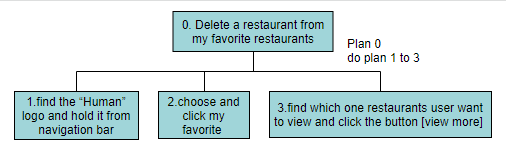 0. Delete a restaurant from
my favorite restaurants
Plan 0
do plan 1 to 3
1.find the “Human”
logo and hold it from
navigation bar
2.choose and
click my
favorite
3.find which one restaurants user want
to view and click the button [view more]